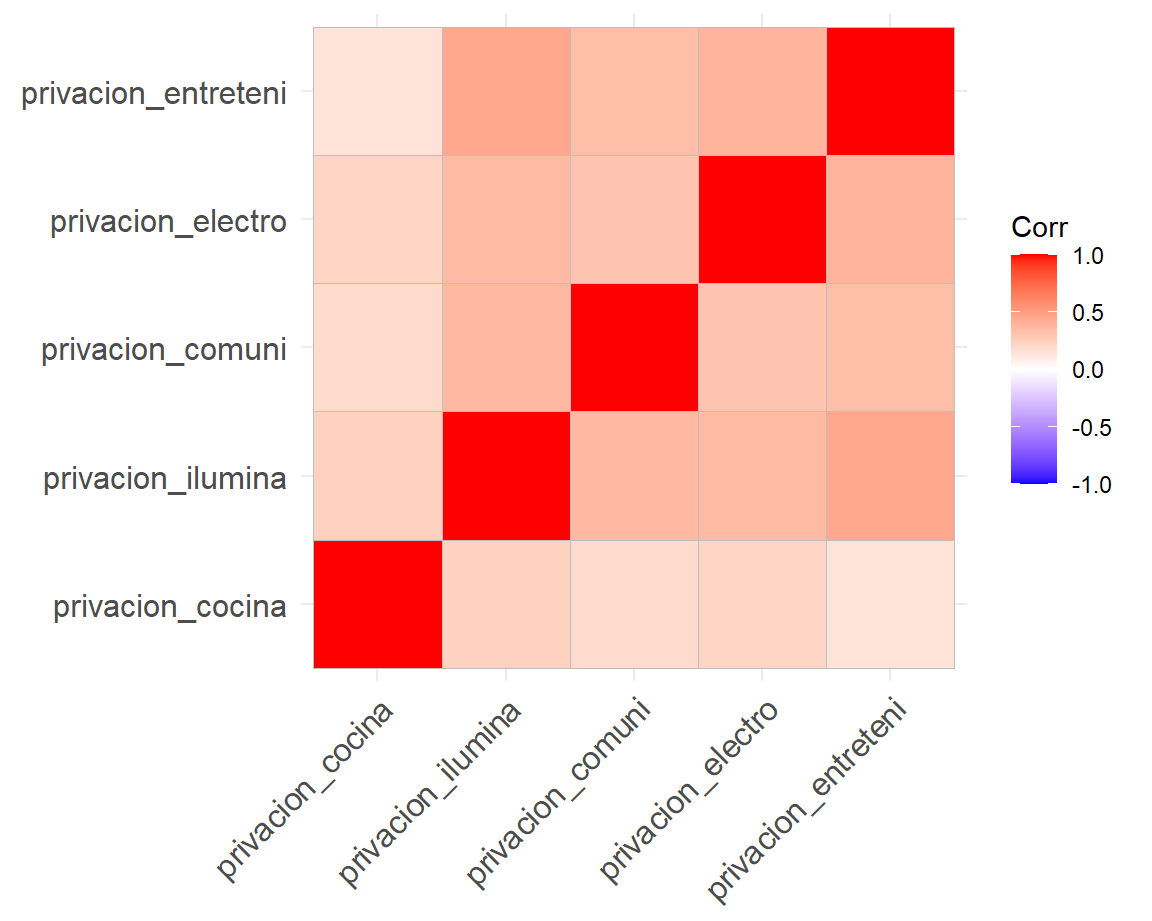 privacion_entreteni
privacion_electro
privacion_comuni
privacion_ilumina
privacion_cocina
privacion_cocina
privacion_ilumina
privacion_comuni
privacion_electro
privacion_entreteni
Corr
1.0
0.5
0.0
-0.5
-1.0